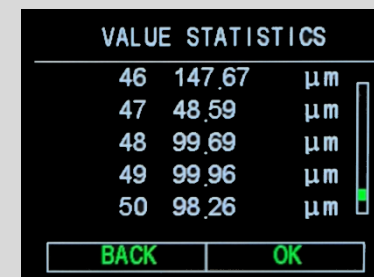 VALUE STATISTICS
46 147.67 μm
47 48.59 μm
48 99.69 μm
49 99.96 μm
50 98.26 μm
BACK OK